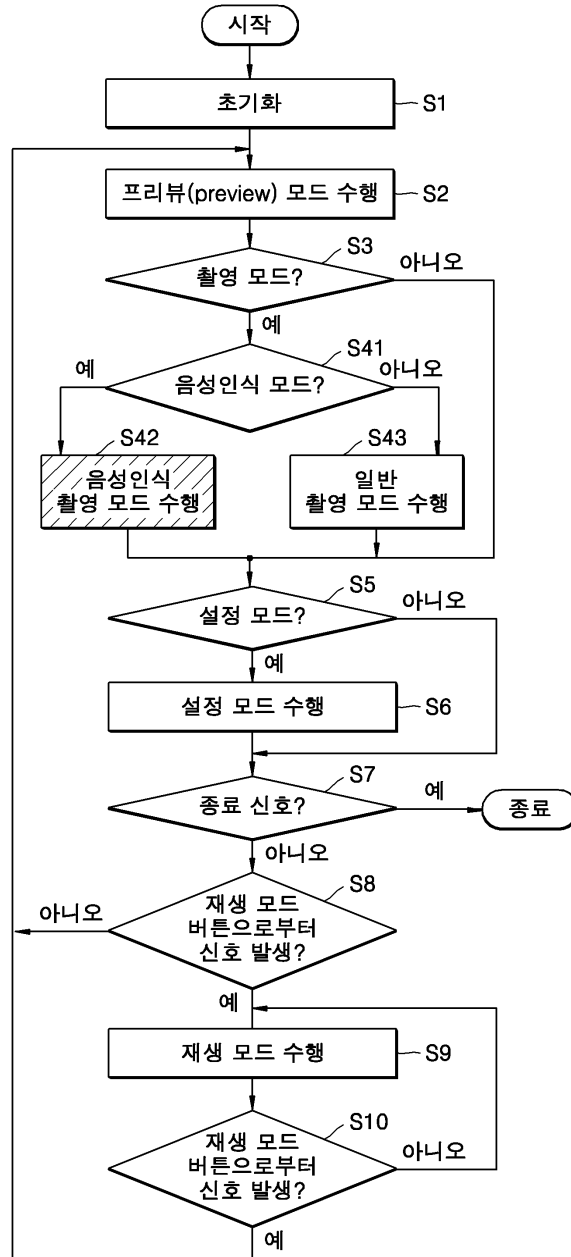 시작
초기화
S1
프리뷰(preview) 모드 수행
S2
S3
촬영 모드?
아니오
예
S41
예
음성인식 모드?
아니오
S42
음성인식
촬영 모드 수행
S43
일반
촬영 모드 수행
S5
설정 모드?
아니오
예
설정 모드 수행
S6
S7
종료 신호?
예
종료
아니오
S8
아니오
재생 모드
버튼으로부터
신호 발생?
예
재생 모드 수행
S9
S10
재생 모드
버튼으로부터
신호 발생?
아니오
예